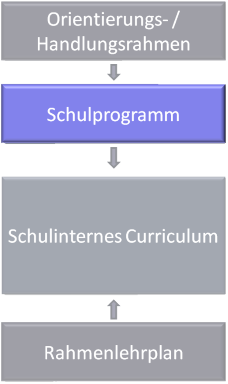 Orientierungs- /
Handlungsrahmen
Schulprogramm
Schulinternes Curriculum
Rahmenlehrplan